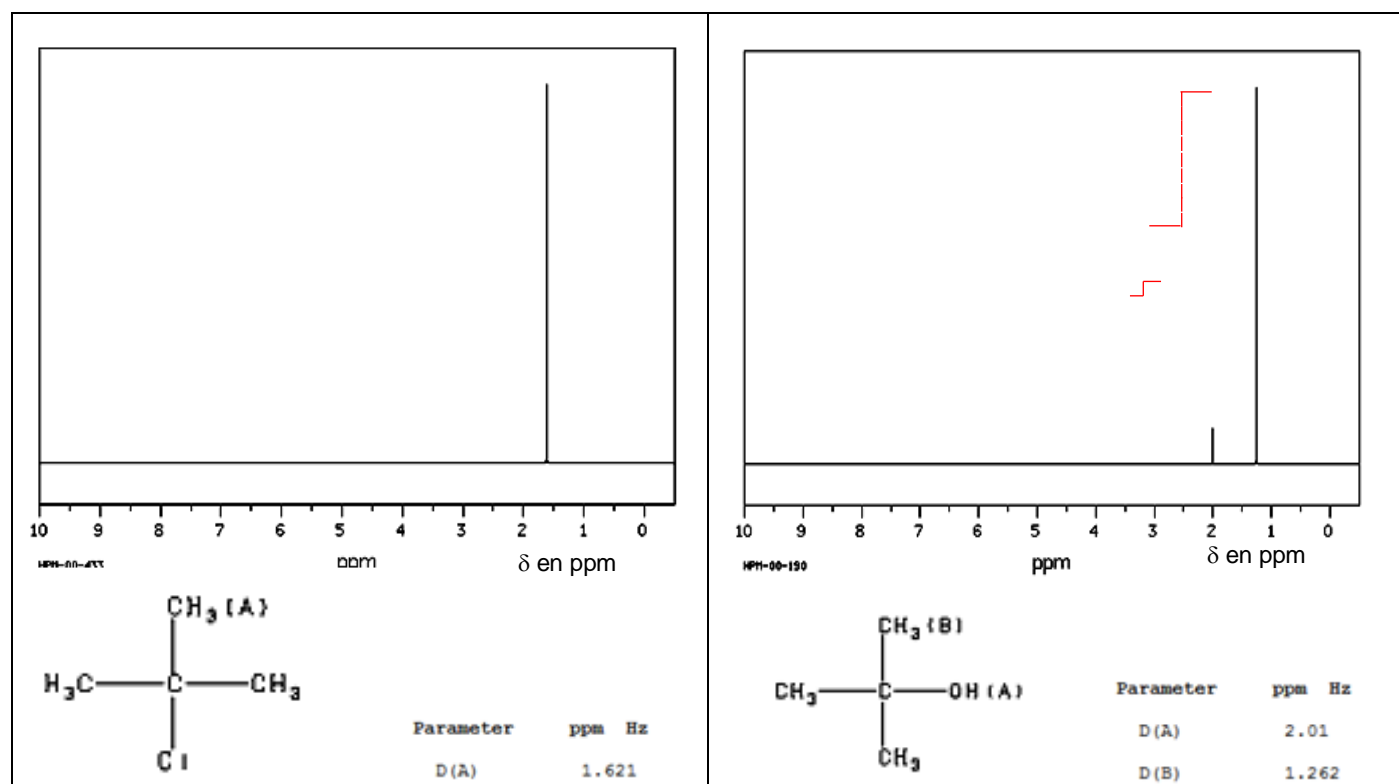 10 9 8 7 6 5 4 3 2 1 0
ppm
δ en ppm
CH3(A)
H3C C CH3
Cl
Parameter ppm Hz
D(A) 1.621
10 9 8 7 6 5 4 3 2 1 0
HPM-00-190
ppm
δ en ppm
CH3(B)
CH3 C OH(A)
CH3
Parameter ppm Hz
D(A) 2.01
D(B) 1.262